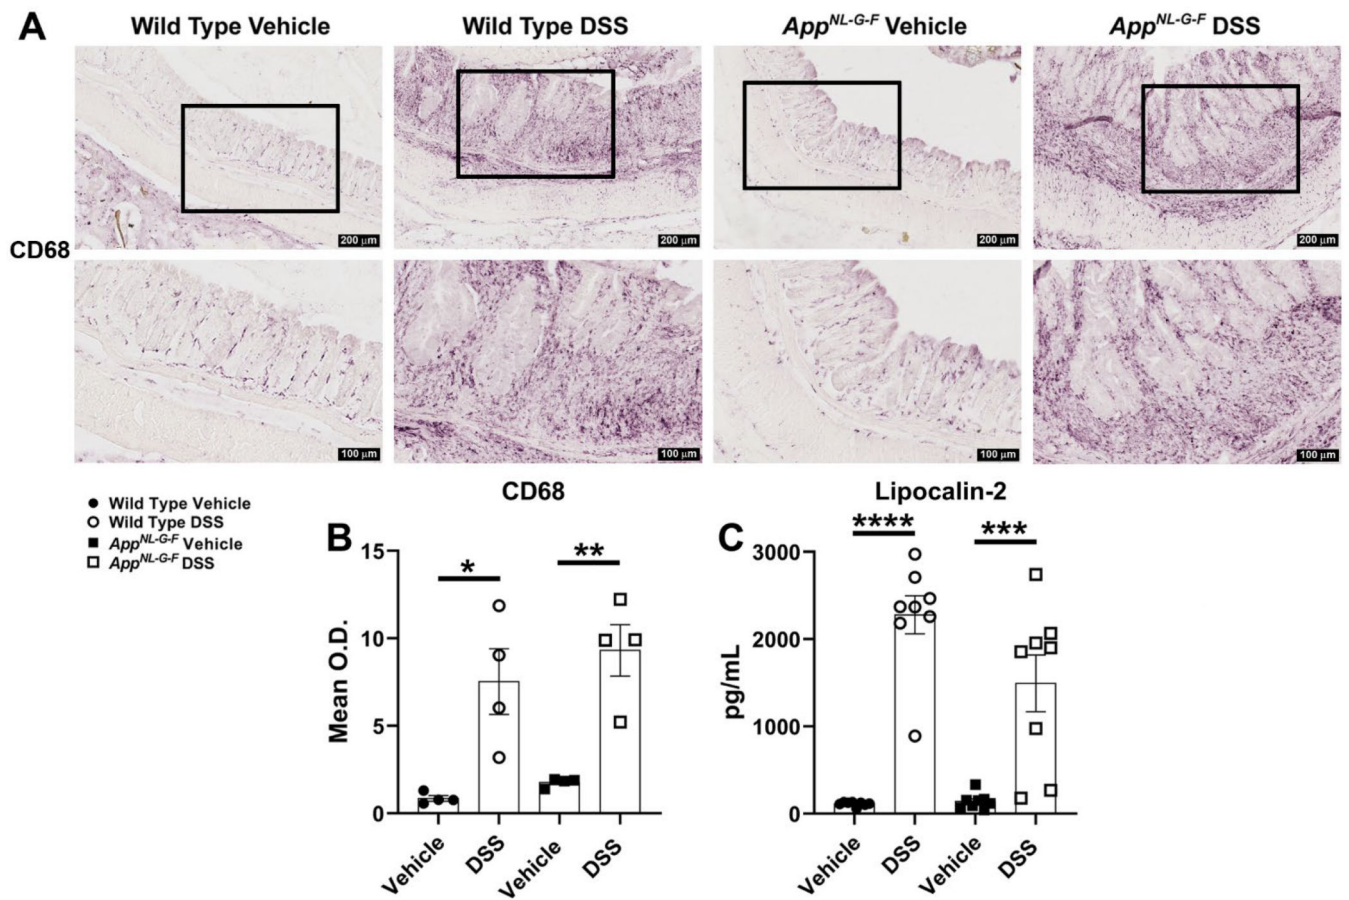 A
Wild Type Vehicle
Wild Type DSS
App^NL-G-F Vehicle
App^NL-G-F DSS
CD68
200 µm
200 µm
200 µm
200 µm
100 µm
100 µm
100 µm
100 µm
Wild Type Vehicle
Wild Type DSS
App^NL-G-F Vehicle
App^NL-G-F DSS
B
CD68
Mean O.D.
15
10
5
0
*
**
Vehicle
DSS
Vehicle
DSS
C
Lipocalin-2
pg/mL
3000
2000
1000
0
****
***
Vehicle
DSS
Vehicle
DSS